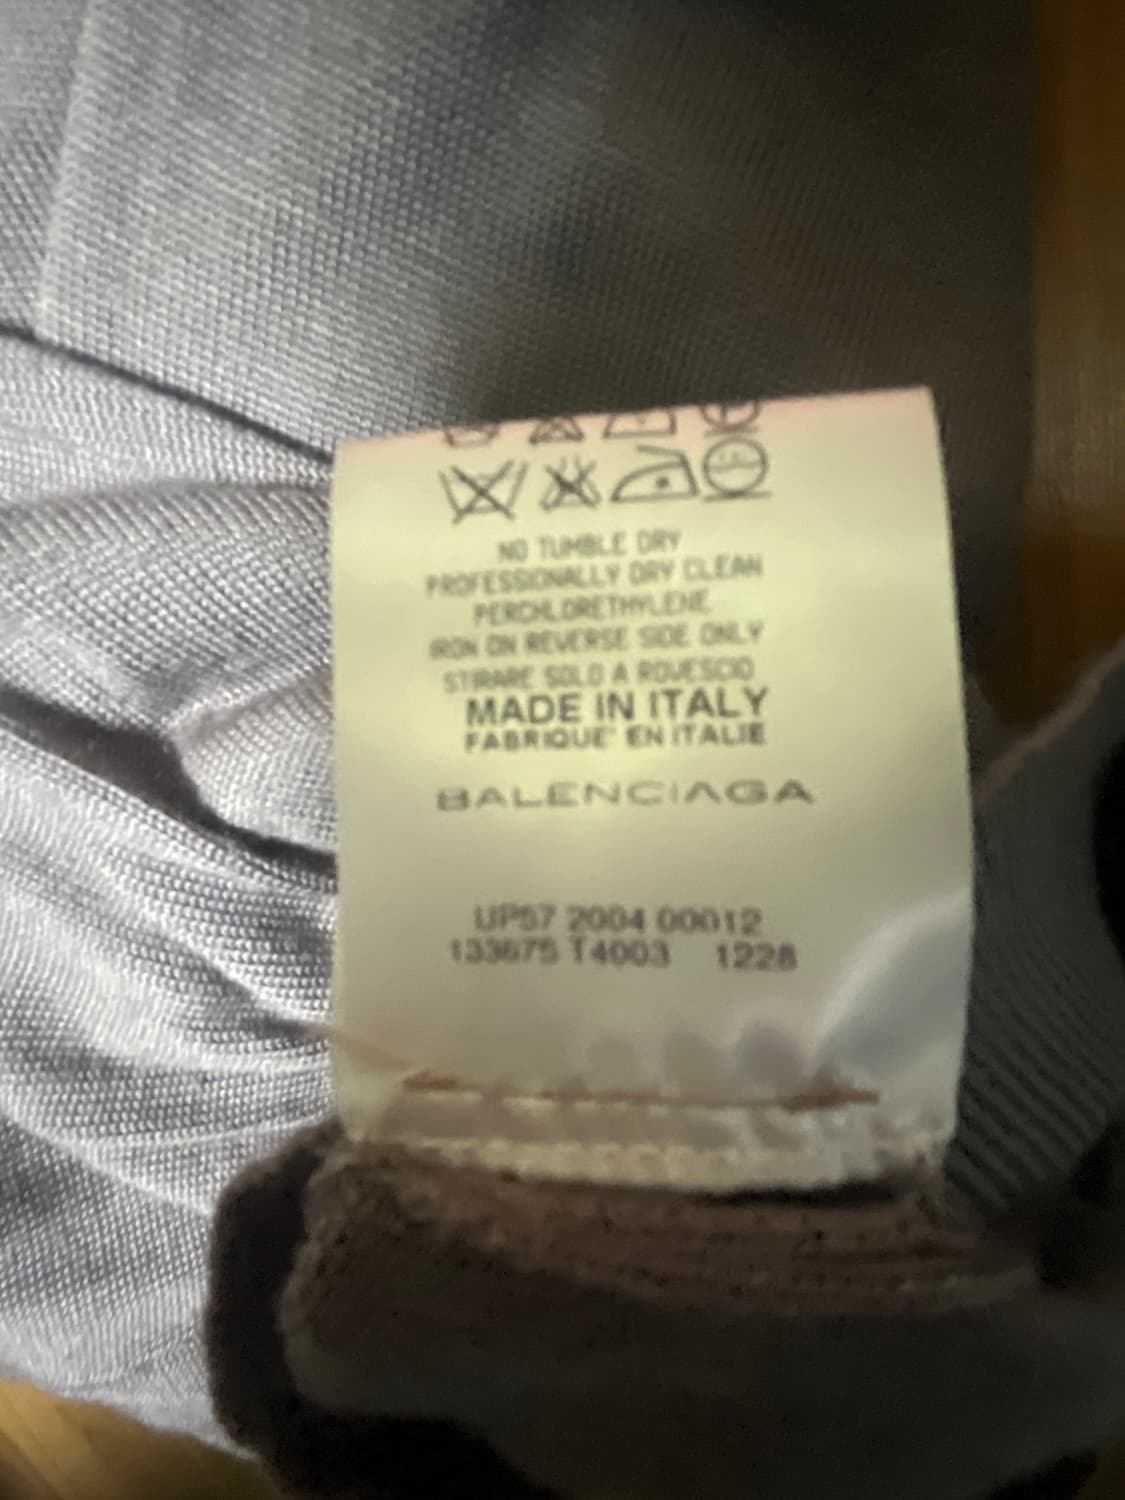 NO TUMBLE DRY
PROFESSIONALLY DRY CLEAN
PERCHLORETHYLENE
IRON ON REVERSE SIDE ONLY
STIRARE SOLO A ROVESCIO
MADE IN ITALY
FABRIQUE' EN ITALIE
BALENCIAGA
UP57 2004 00012
133675 T4003 1228